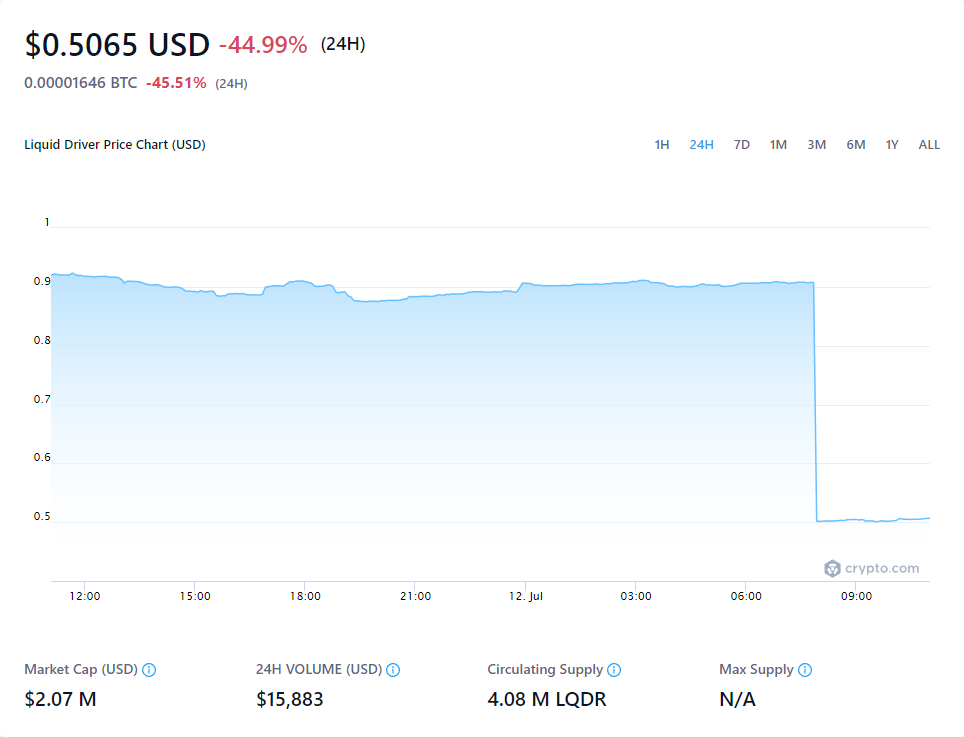 $0.5065 USD -44.99% (24H)
0.00001646 BTC -45.51% (24H)
Liquid Driver Price Chart (USD) 1H 24H 7D 1M 3M 6M 1Y ALL
1
0.9
0.8
0.7
0.6
0.5
crypto.com
12:00 15:00 18:00 21:00 12. Jul 03:00 06:00 09:00
Market Cap (USD) 24H VOLUME (USD) Circulating Supply Max Supply
$2.07 M $15,883 4.08 M LQDR N/A